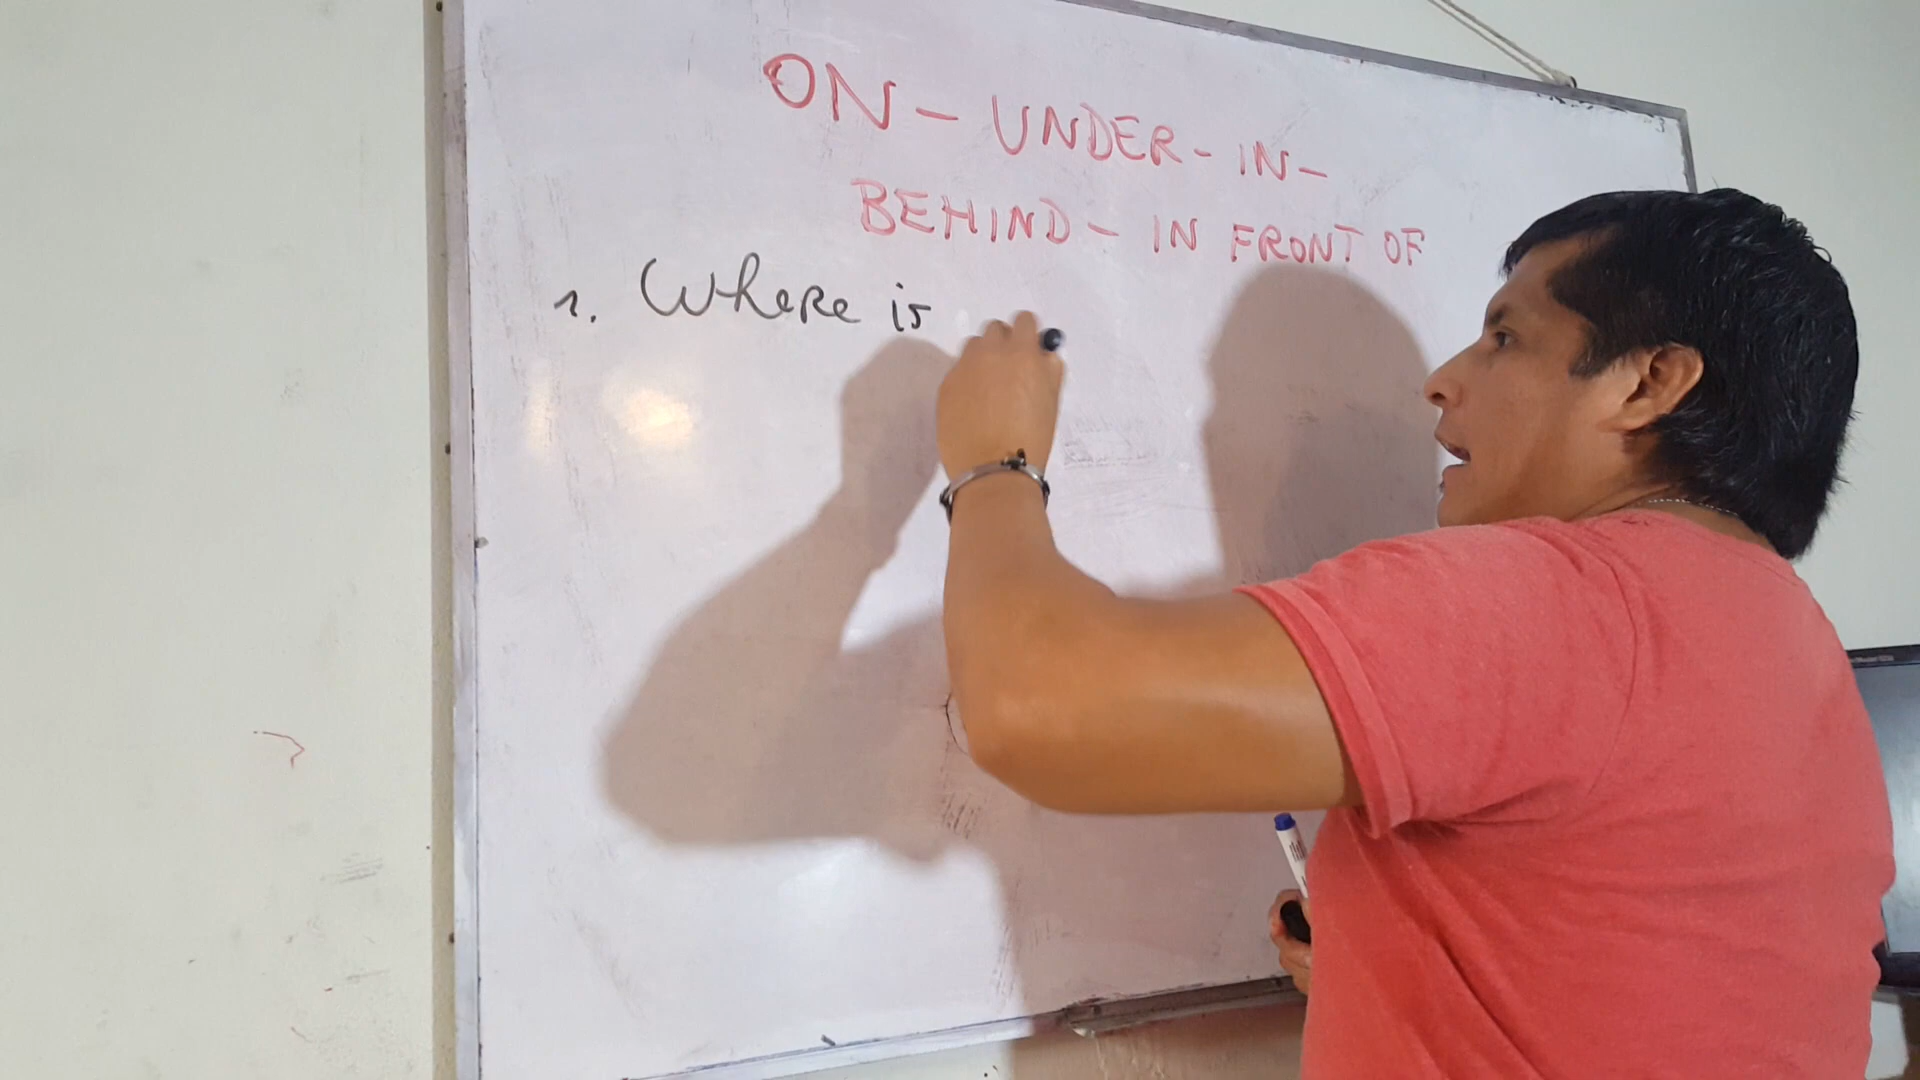 ON - UNDER - IN -
BEHIND - IN FRONT OF
1. Where is